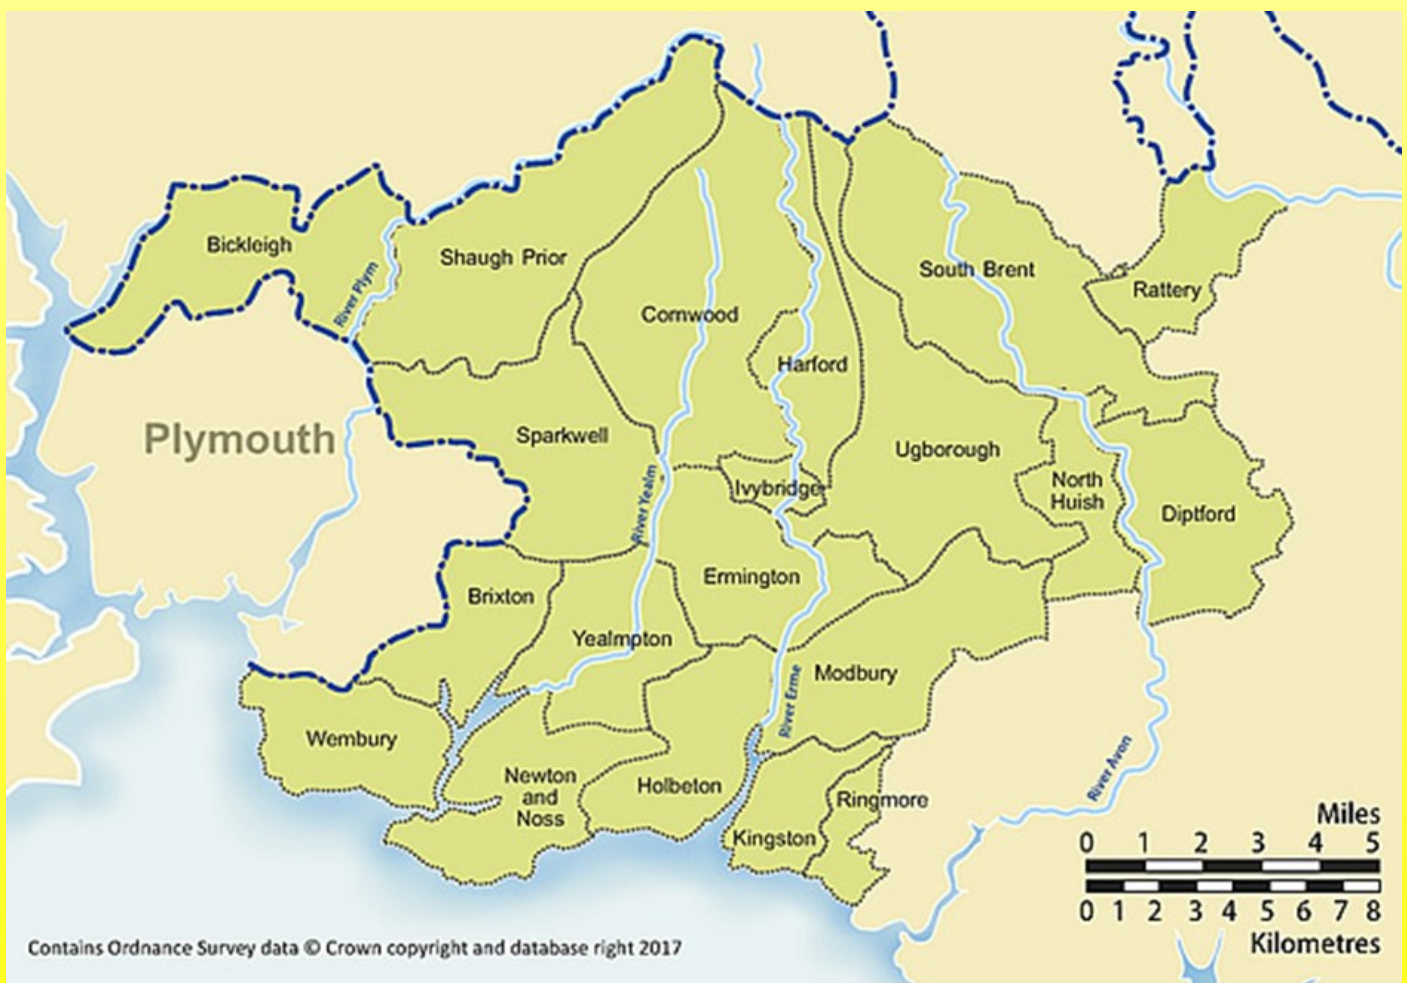 Bickleigh
Shaugh Prior
River Plym
South Brent
Rattery
Cornwood
Harford
Plymouth
Sparkwell
Ugborough
River Yealm
Ivybridge
North
Huish
Diptford
Ermington
Brixton
Yealmpton
Modbury
River Erme
Wembury
Newton
and
Noss
Holbeton
Ringmore
Kingston
River Avon
Miles
0 1 2 3 4 5
0 1 2 3 4 5 6 7 8
Kilometres
Contains Ordnance Survey data © Crown copyright and database right 2017